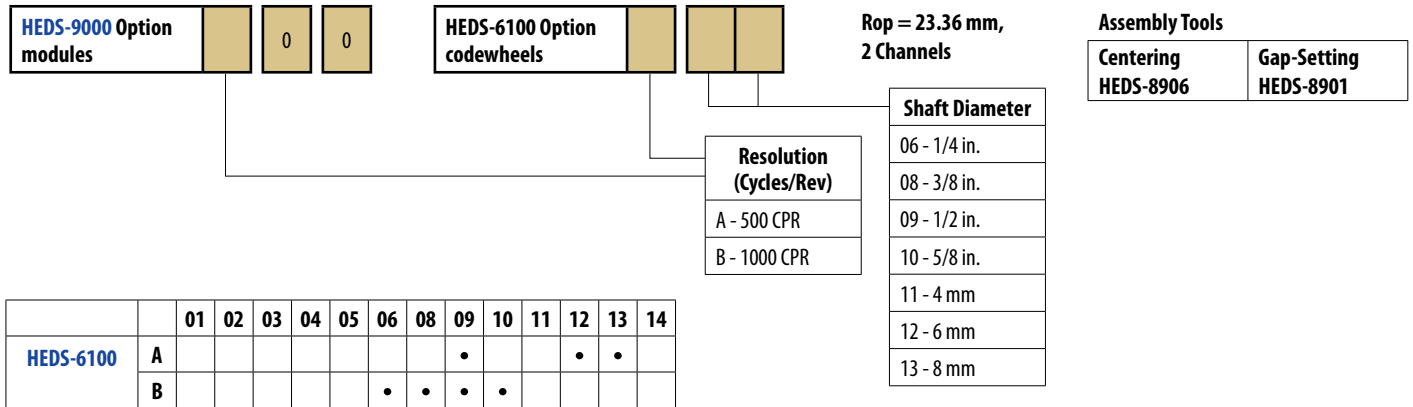 HEDS-9000 Option
modules
0
0
HEDS-6100 Option
codewheels
Rop = 23.36 mm,
2 Channels
Assembly Tools
Centering
HEDS-8906
Gap-Setting
HEDS-8901
Shaft Diameter
06 - 1/4 in.
08 - 3/8 in.
09 - 1/2 in.
10 - 5/8 in.
11 - 4 mm
12 - 6 mm
13 - 8 mm
Resolution
(Cycles/Rev)
A - 500 CPR
B - 1000 CPR
01 02 03 04 05 06 08 09 10 11 12 13 14
HEDS-6100 A • • •
B • • • •